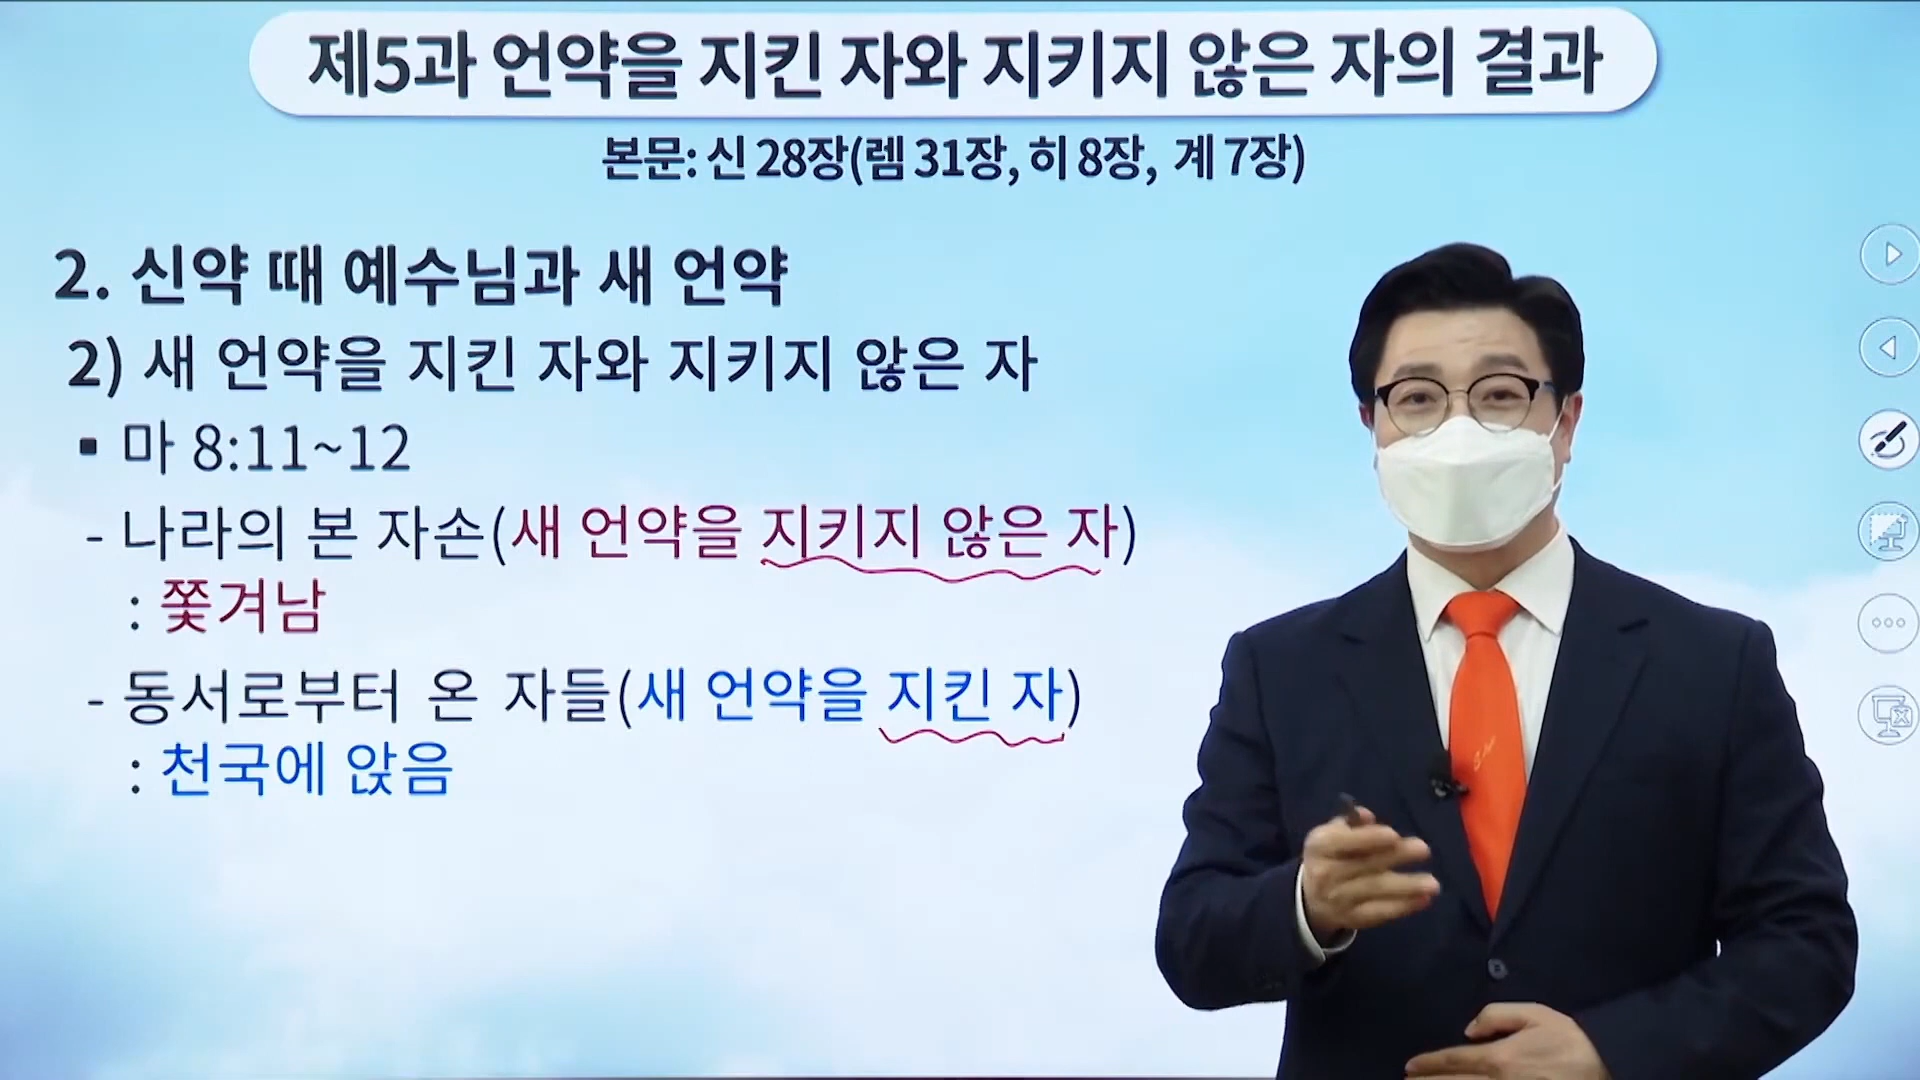 제5과 언약을 지킨 자와 지키지 않은 자의 결과
본문: 신 28장(렘 31장, 히 8장, 계 7장)
2. 신약 때 예수님과 새 언약
2) 새 언약을 지킨 자와 지키지 않은 자
▪ 마 8:11~12
- 나라의 본 자손(새 언약을 지키지 않은 자)
: 쫓겨남
- 동서로부터 온 자들(새 언약을 지킨 자)
: 천국에 앉음